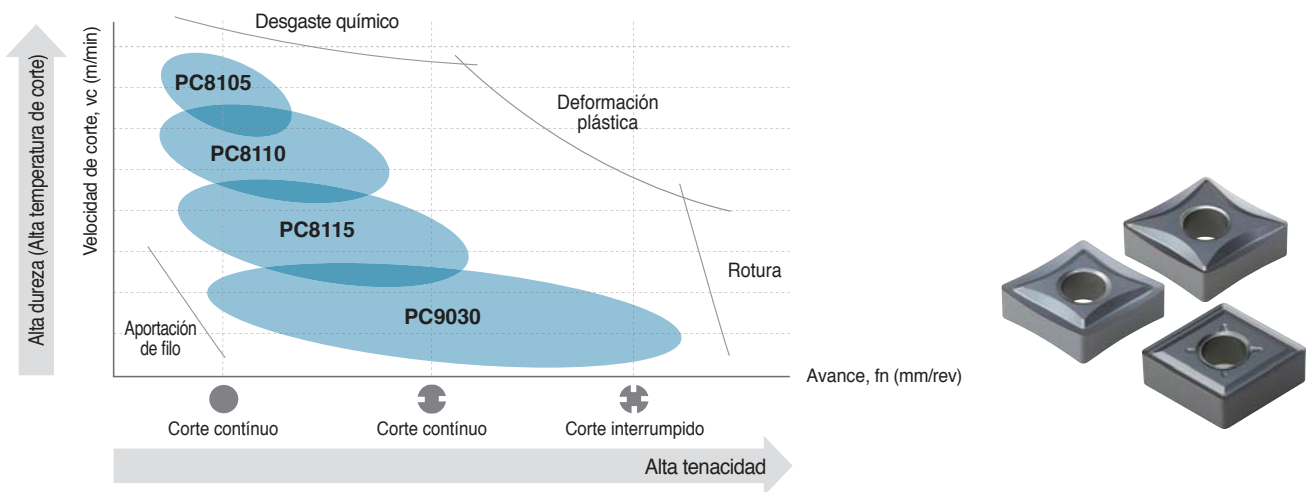 Desgaste químico
Alta dureza (Alta temperatura de corte)
Velocidad de corte, vc (m/min)
PC8105
Deformación
plástica
PC8110
PC8115
Rotura
PC9030
Aportación
de filo
Avance, fn (mm/rev)
Corte contínuo
Corte contínuo
Corte interrumpido
Alta tenacidad